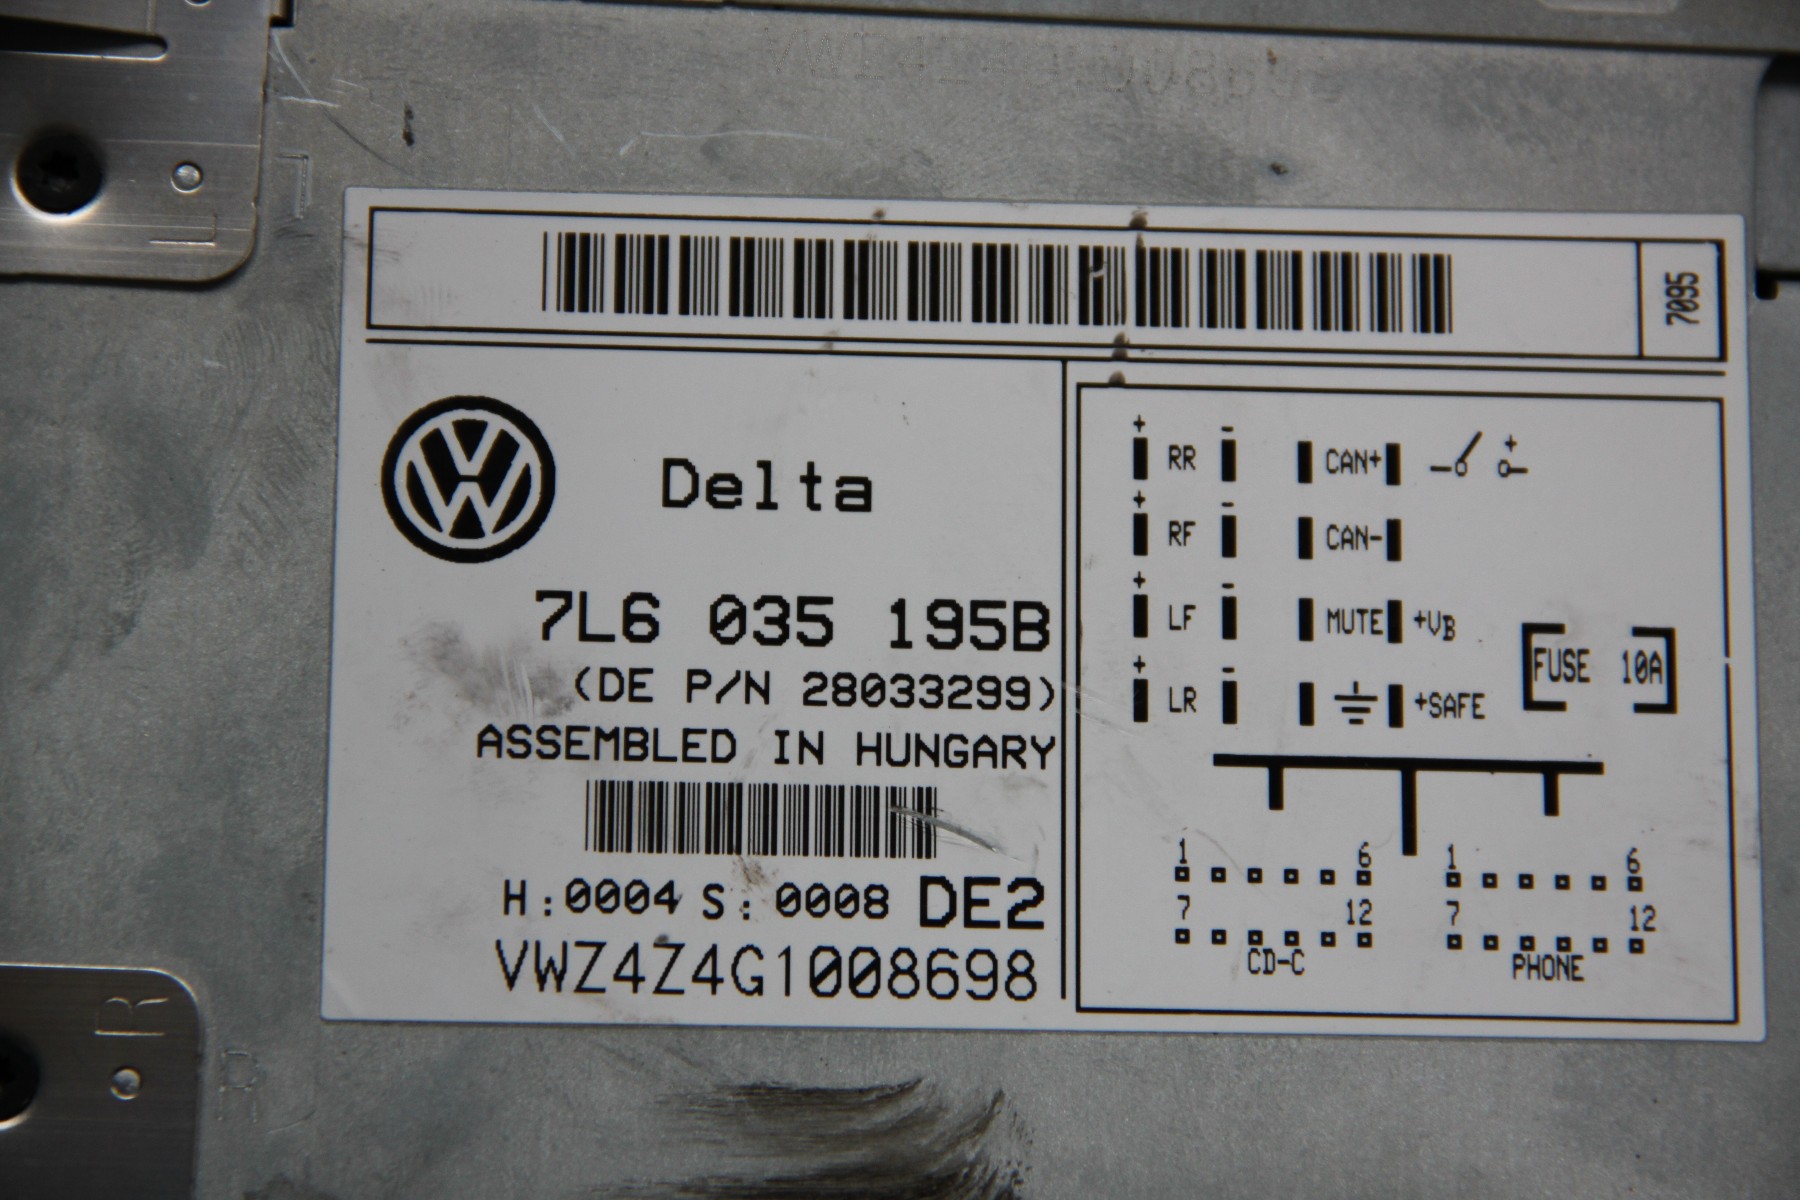 7095
Delta
7L6 035 195B
(DE P/N 28033299)
ASSEMBLED IN HUNGARY
H:0004 S:0008 DE2
VWZ4Z4G1008698
+ -
RR CAN+ +
+ -
RF CAN-
+ -
LF MUTE +VB
+ -
LR +SAFE
FUSE 10A
1 6 1 6
7 12 7 12
CD-C PHONE
L
R
R